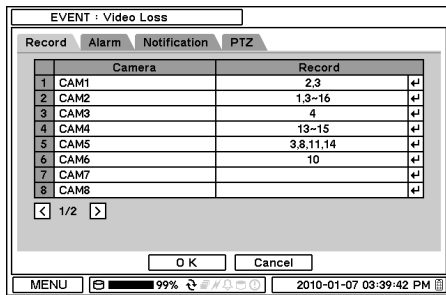 EVENT : Video Loss
Record Alarm Notification PTZ
Camera Record
1 CAM1 2,3
2 CAM2 1,3~16
3 CAM3 4
4 CAM4 13~15
5 CAM5 3,8,11,14
6 CAM6 10
7 CAM7
8 CAM8
< 1/2 >
OK Cancel
MENU 99% 2010-01-07 03:39:42 PM